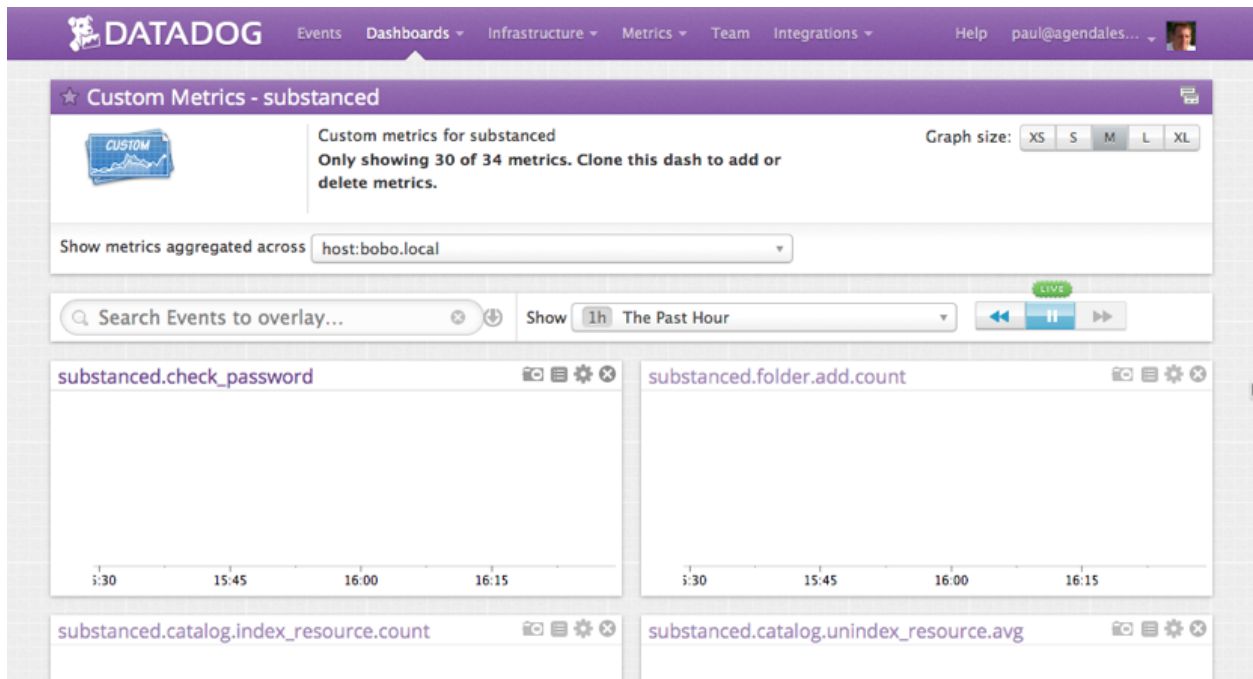 DATADOG Events Dashboards Infrastructure Metrics Team Integrations Help paul@agendales...
Custom Metrics - substanced
CUSTOM
Custom metrics for substanced
Only showing 30 of 34 metrics. Clone this dash to add or
delete metrics.
Graph size: XS S M L XL
Show metrics aggregated across host:bobo.local
LIVE
Search Events to overlay... Show 1h The Past Hour
substanced.check_password
substanced.folder.add.count
:30 15:45 16:00 16:15
:30 15:45 16:00 16:15
substanced.catalog.index_resource.count
substanced.catalog.unindex_resource.avg